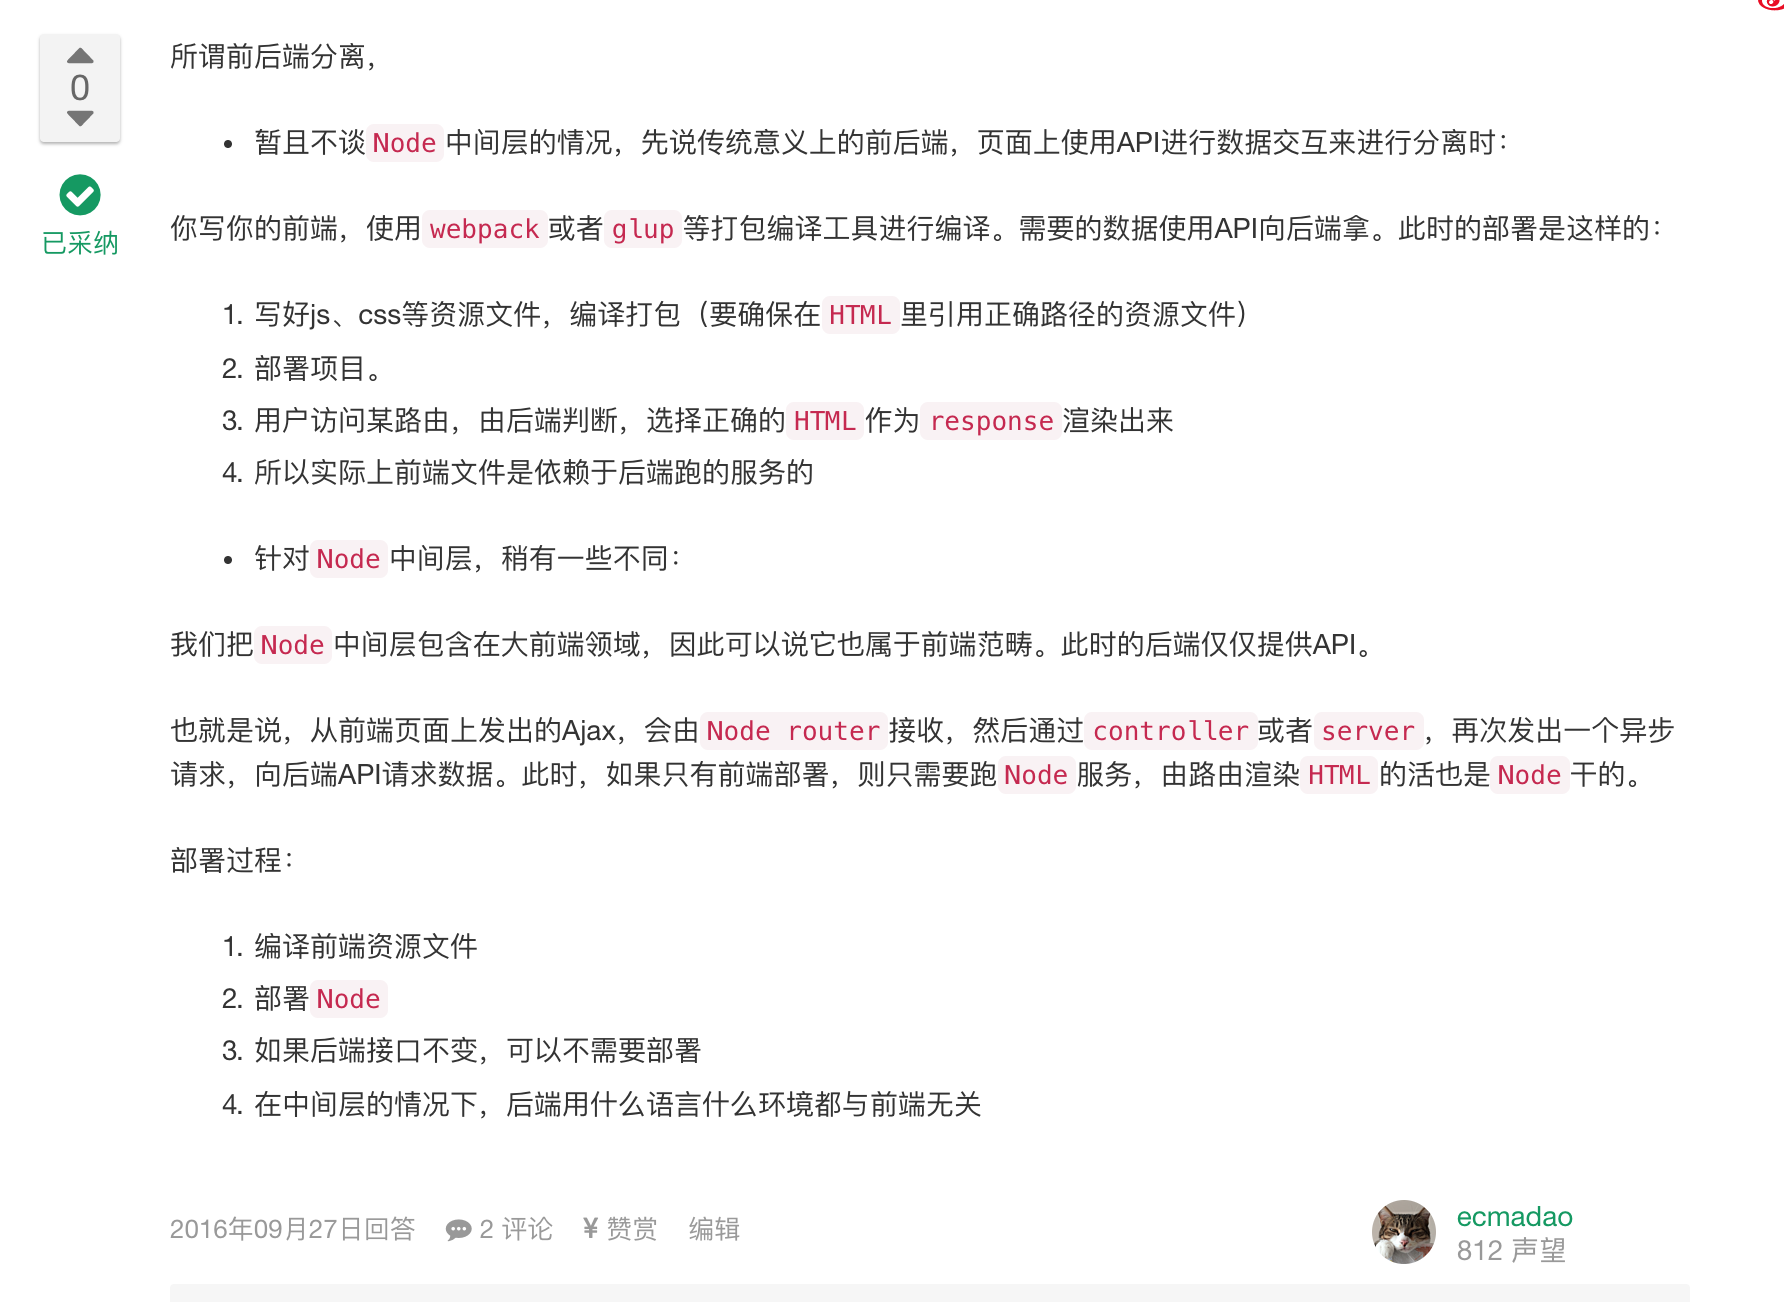 0
已采纳
所谓前后端分离，
• 暂且不谈Node中间层的情况，先说传统意义上的前后端，页面上使用API进行数据交互来进行分离时：
你写你的前端，使用webpack或者glup等打包编译工具进行编译。需要的数据使用API向后端拿。此时的部署是这样的：
1. 写好js、css等资源文件，编译打包（要确保在HTML里引用正确路径的资源文件）
2. 部署项目。
3. 用户访问某路由，由后端判断，选择正确的HTML作为response渲染出来
4. 所以实际上前端文件是依赖于后端跑的服务的
• 针对Node中间层，稍有一些不同：
我们把Node中间层包含在大前端领域，因此可以说它也属于前端范畴。此时的后端仅仅提供API。
也就是说，从前端页面上发出的Ajax，会由Node router接收，然后通过controller或者server，再次发出一个异步
请求，向后端API请求数据。此时，如果只有前端部署，则只需要跑Node服务，由路由渲染HTML的活也是Node干的。
部署过程：
1. 编译前端资源文件
2. 部署Node
3. 如果后端接口不变，可以不需要部署
4. 在中间层的情况下，后端用什么语言什么环境都与前端无关
2016年09月27日回答 2 评论 ¥ 赞赏 编辑
ecmadao
812 声望